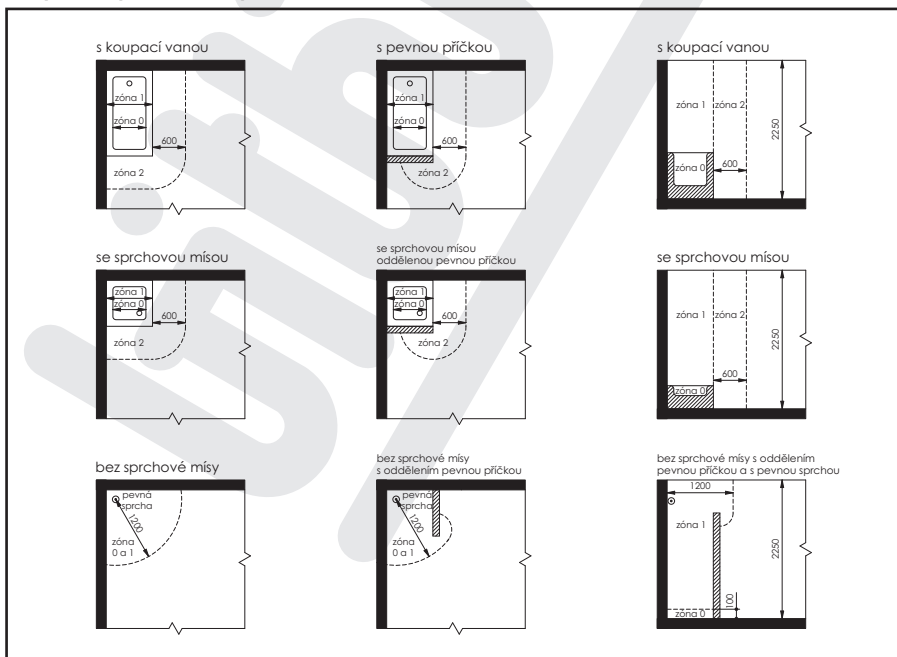 s koupací vanou
zóna 1
zóna 0
600
zóna 2
s pevnou příčkou
zóna 1
zóna 0
600
zóna 2
s koupací vanou
zóna 1
zóna 2
2250
zóna 0
600
se sprchovou mísou
zóna 1
zóna 0
600
zóna 2
se sprchovou mísou
oddělenou pevnou příčkou
zóna 1
zóna 0
600
zóna 2
se sprchovou mísou
zóna 1
zóna 2
2250
600
zóna 0
bez sprchové mísy
pevná
sprcha
1200
zóna
0 a 1
bez sprchové mísy
s oddělením pevnou příčkou
pevná
sprcha
1200
zóna
0 a 1
bez sprchové mísy s oddělením
pevnou příčkou a s pevnou sprchou
1200
zóna 1
2250
100
zóna 0